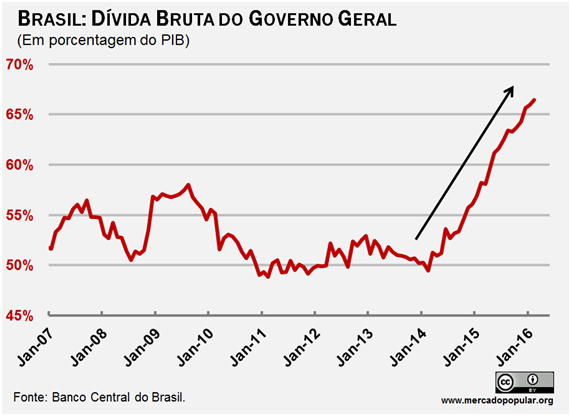 BRASIL: DÍVIDA BRUTA DO GOVERNO GERAL
(Em porcentagem do PIB)
70%
65%
60%
55%
50%
45%
Jan-07
Jan-08
Jan-09
Jan-10
Jan-11
Jan-12
Jan-13
Jan-14
Jan-15
Jan-16
cc
BY
Fonte: Banco Central do Brasil.
www.mercadopopular.org